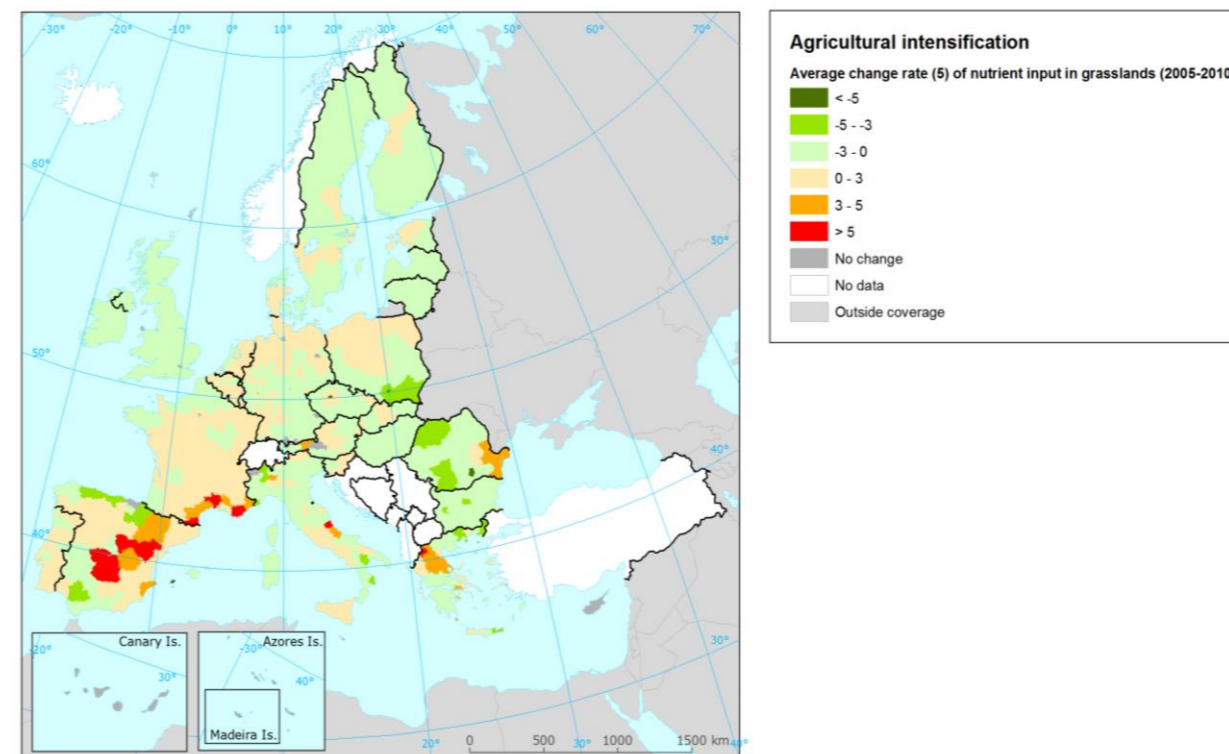 -30° -20° -10° 0° 10° 20° 30° 40° 50° 60° 70°
60°
60°
50°
50°
40°
40°
Canary Is.
Azores Is.
-20°
-30°
30°
30°
40°
Madeira Is.
20°
30°
40°
0 500 1000 1500 km
Agricultural intensification
Average change rate (5) of nutrient input in grasslands (2005-2010
< -5
-5 - -3
-3 - 0
0 - 3
3 - 5
> 5
No change
No data
Outside coverage